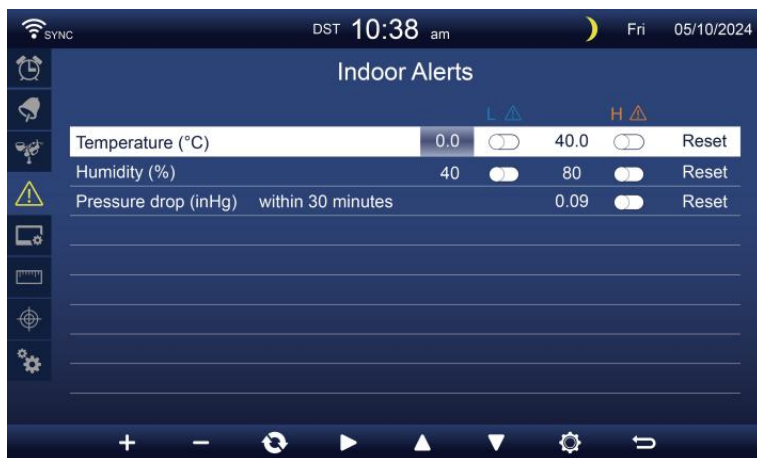 SYNC DST 10:38 am Fri 05/10/2024
Indoor Alerts
L H
Temperature (°C) 0.0 40.0 Reset
Humidity (%) 40 80 Reset
Pressure drop (inHg) within 30 minutes 0.09 Reset